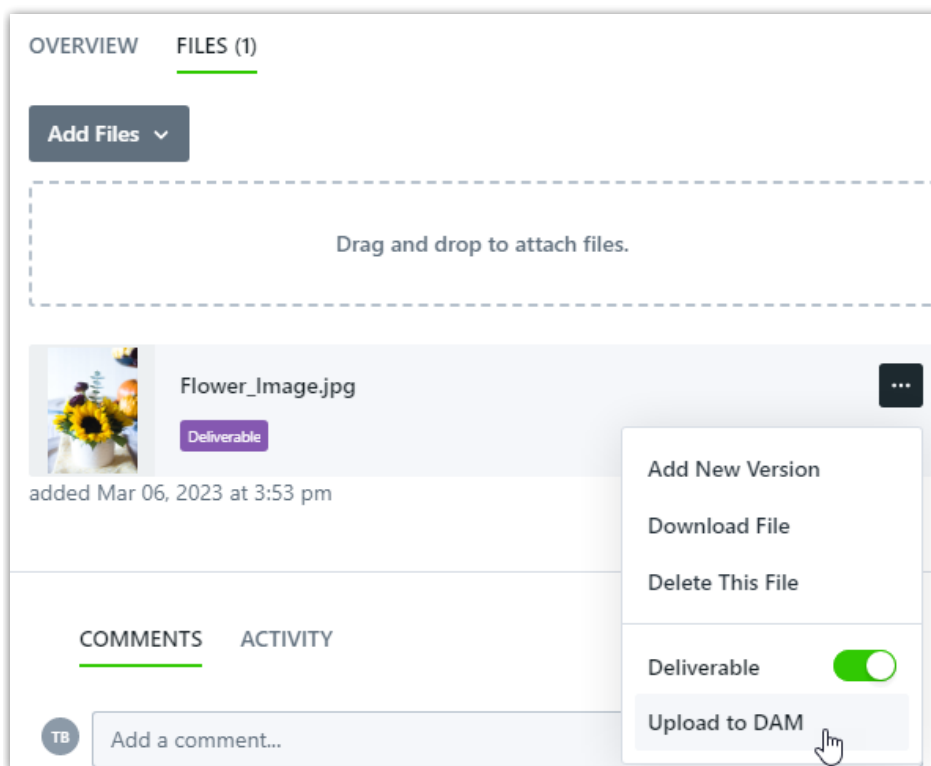 OVERVIEW FILES (1)
Add Files
Drag and drop to attach files.
Flower_Image.jpg
...
Deliverable
added Mar 06, 2023 at 3:53 pm
Add New Version
Download File
Delete This File
COMMENTS ACTIVITY
Deliverable
Upload to DAM
TB Add a comment...